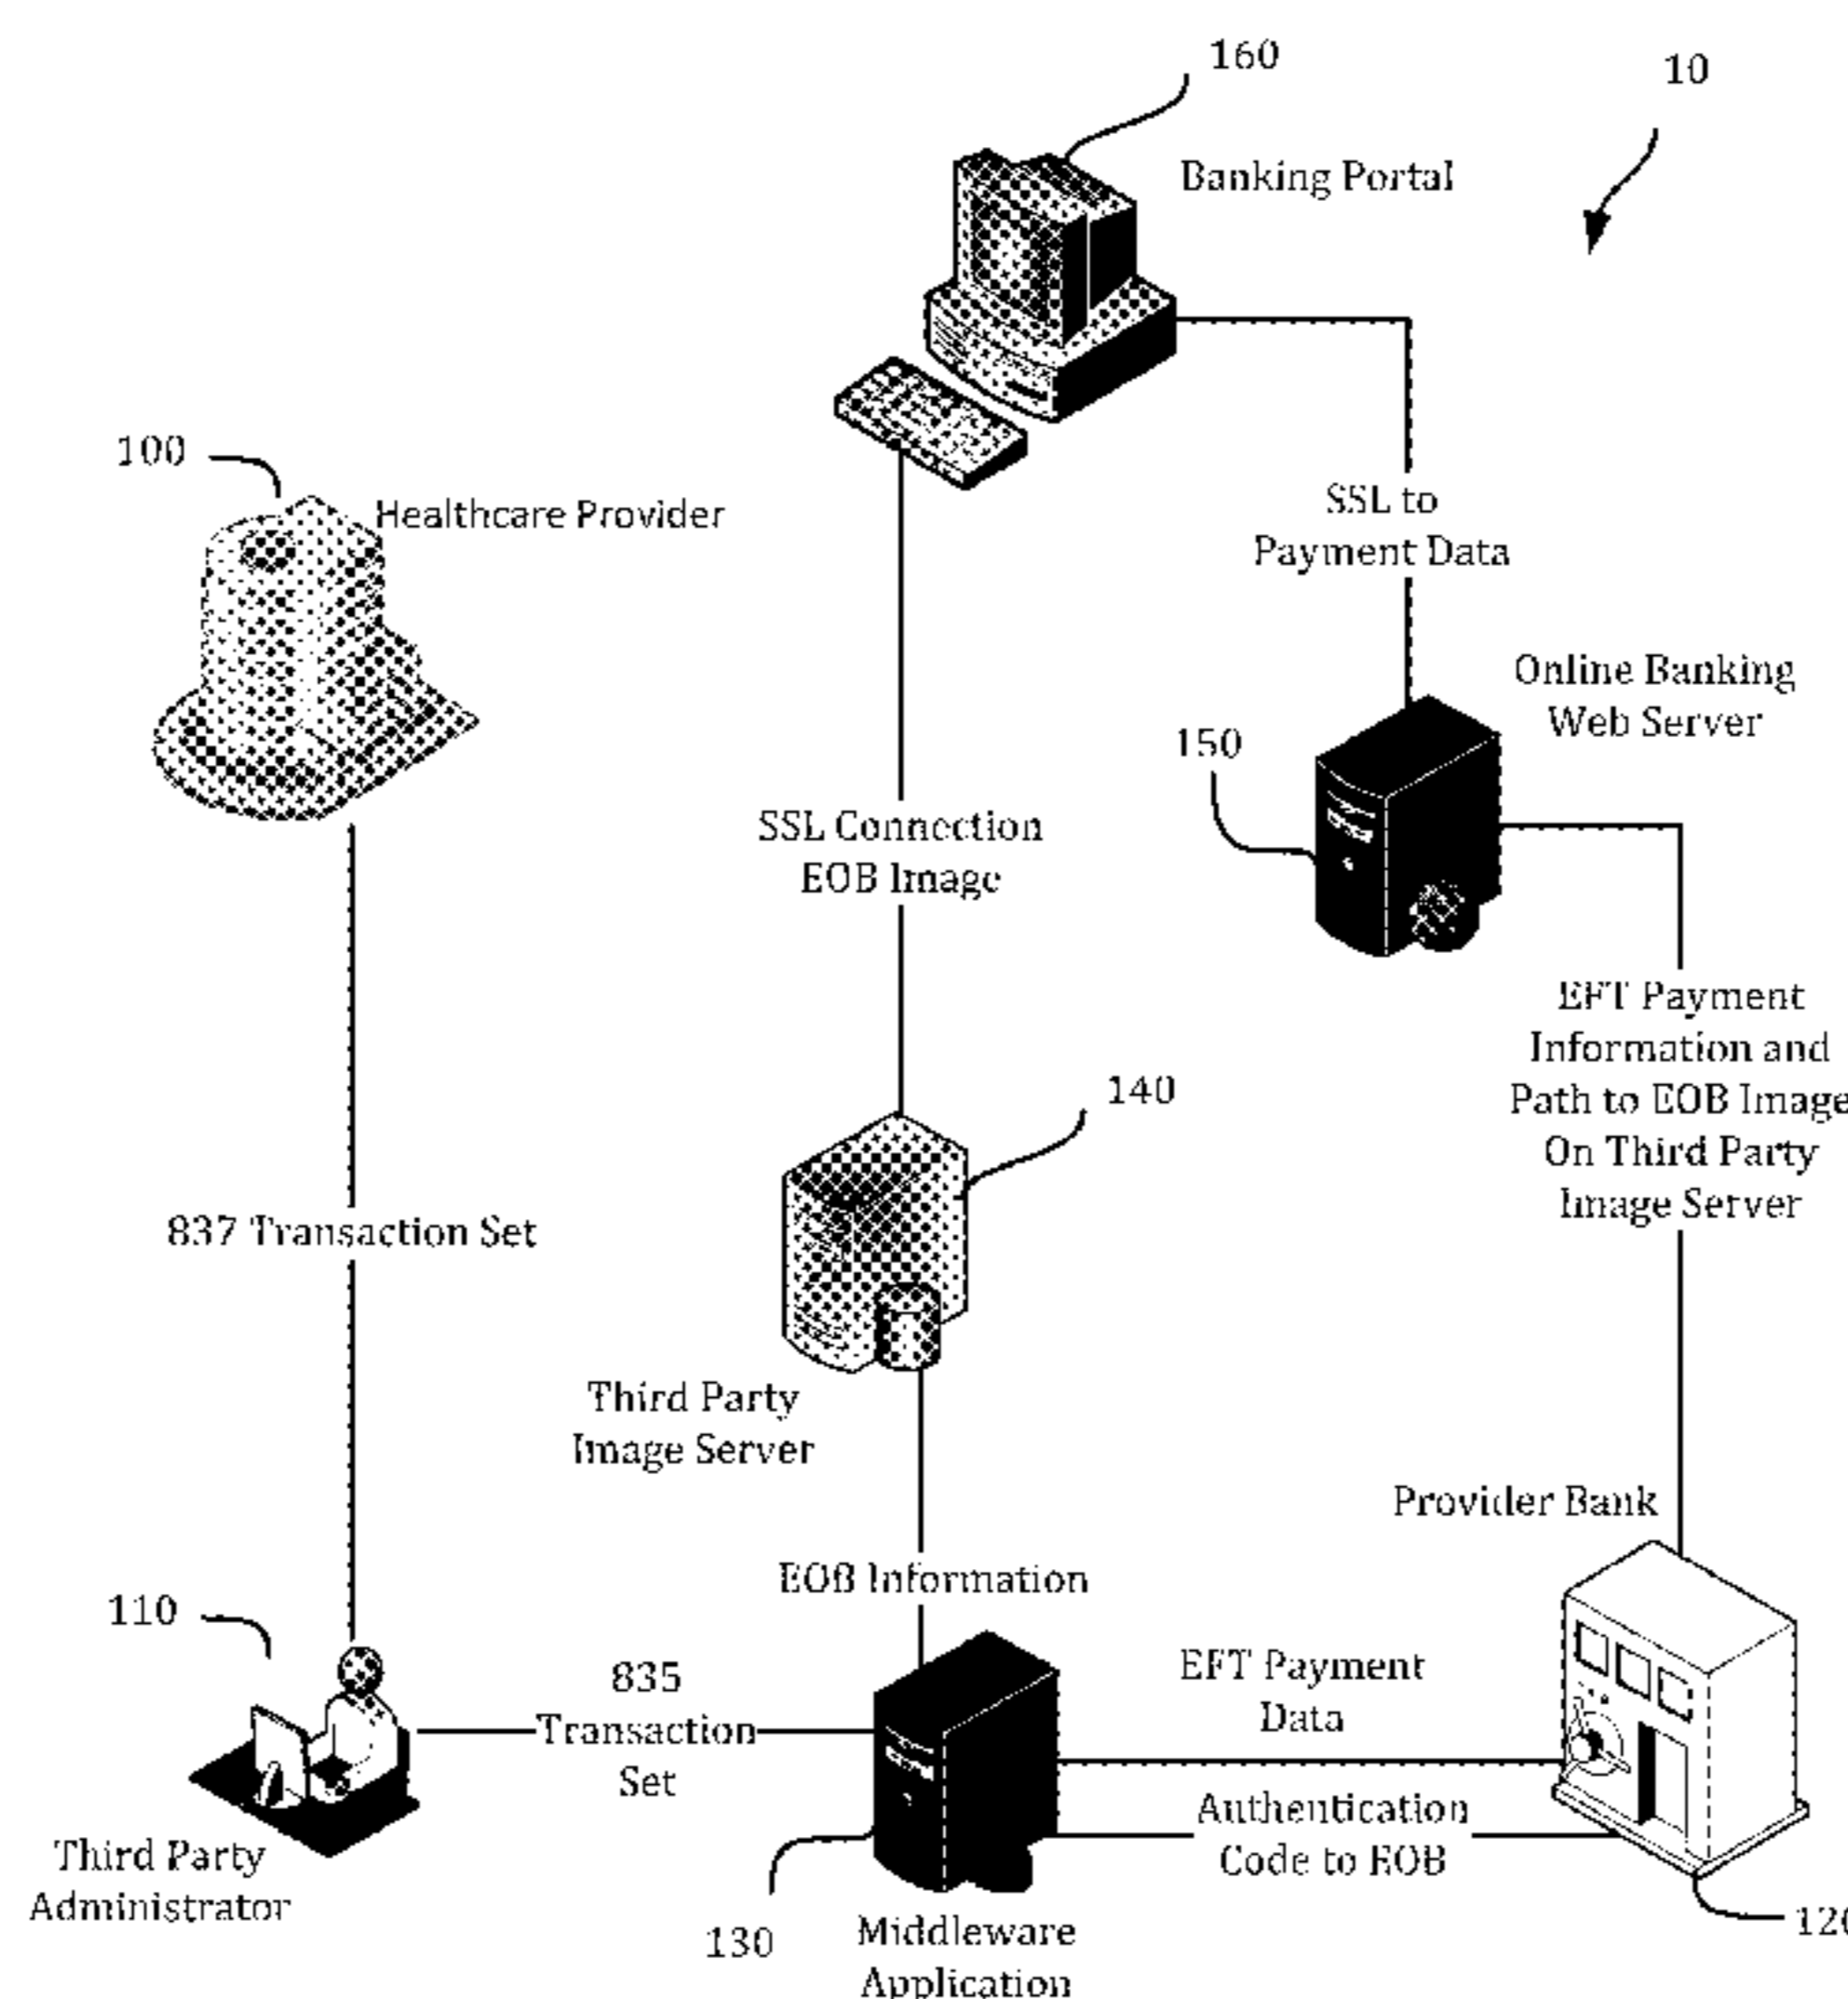 160
10
Banking Portal
100
Healthcare Provider
SSL to
Payment Data
Online Banking
Web Server
150
SSL Connection
EOB Image
EFT Payment
Information and
Path to EOB Image
On Third Party
Image Server
140
837 Transaction Set
Third Party
Image Server
Provider Bank
EOB Information
110
835
Transaction
Set
EFT Payment
Data
Authentication
Code to EOB
Third Party
Administrator
130
Middleware
Application
120